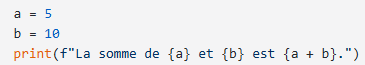 a = 5
b = 10
print(f"La somme de {a} et {b} est {a + b}.")